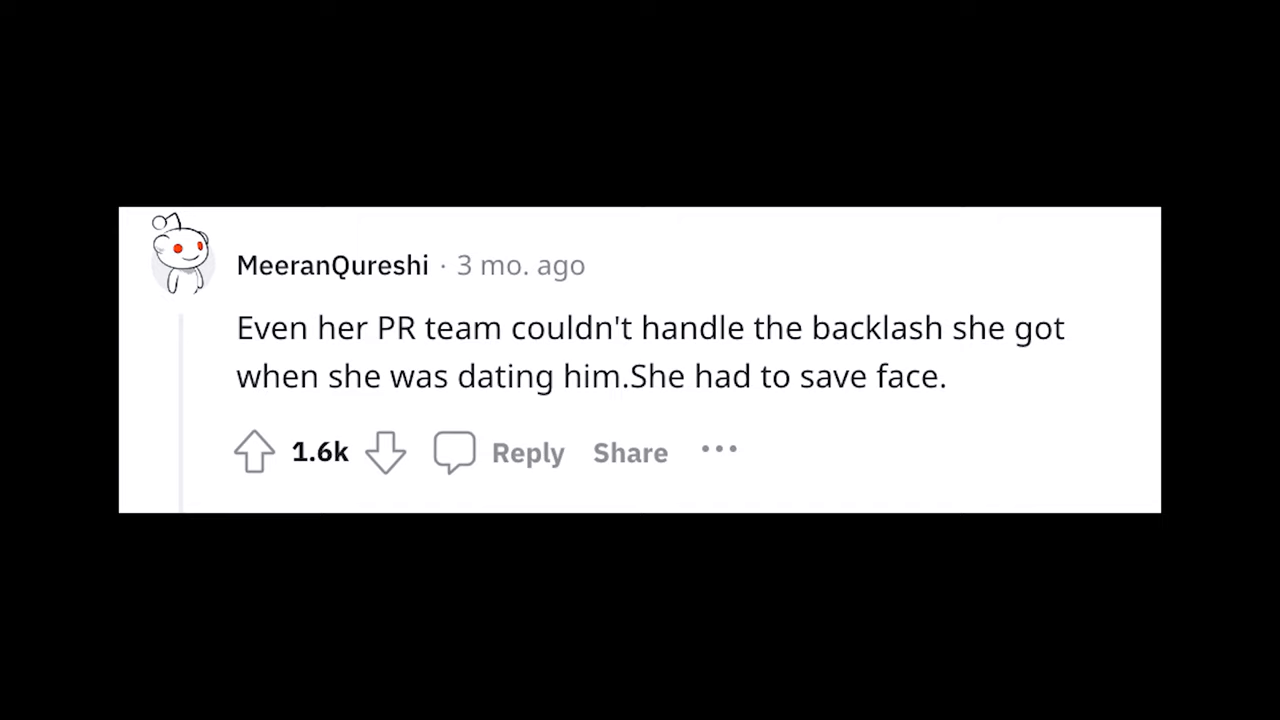 MeeranQureshi · 3 mo. ago
Even her PR team couldn't handle the backlash she got
when she was dating him.She had to save face.
1.6k Reply Share ···